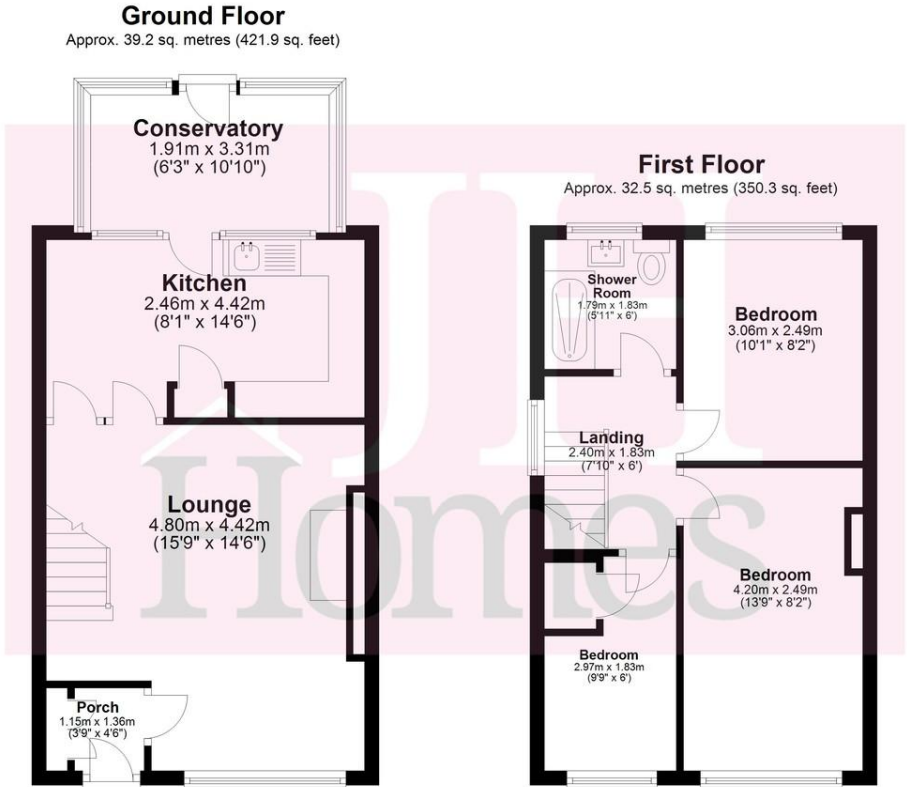 Ground Floor
Approx. 39.2 sq. metres (421.9 sq. feet)
Conservatory
1.91m x 3.31m
(6'3" x 10'10")
Kitchen
2.46m x 4.42m
(8'1" x 14'6")
Lounge
4.80m x 4.42m
(15'9" x 14'6")
Porch
1.15m x 1.36m
(3'9" x 4'6")
First Floor
Approx. 32.5 sq. metres (350.3 sq. feet)
Shower
Room
1.79m x 1.83m
(5'11" x 6')
Bedroom
3.06m x 2.49m
(10'1" x 8'2")
Landing
2.40m x 1.83m
(7'10" x 6')
Bedroom
4.20m x 2.49m
(13'9" x 8'2")
Bedroom
2.97m x 1.83m
(9'9" x 6')
JH
Homes